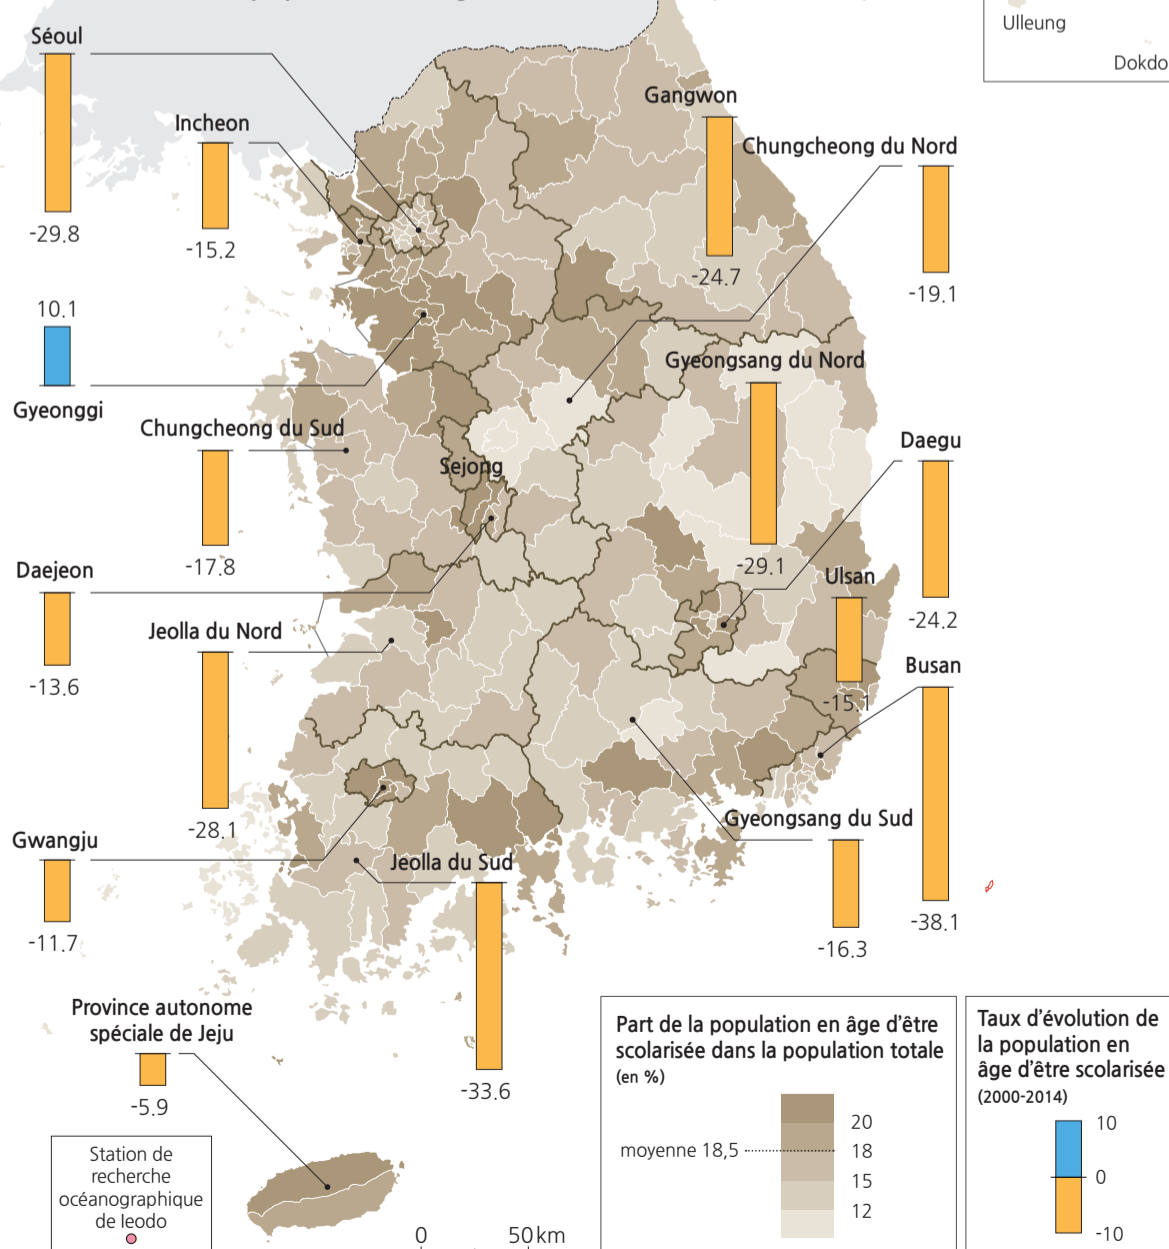 Ulleung
Dokdo
Séoul
-29.8
Incheon
-15.2
Gangwon
-24.7
Chungcheong du Nord
-19.1
10.1
Gyeonggi
Gyeongsang du Nord
-29.1
Chungcheong du Sud
-17.8
Sejong
Daegu
-24.2
Daejeon
-13.6
Ulsan
-15.1
Jeolla du Nord
-28.1
Busan
-38.1
Gwangju
-11.7
Jeolla du Sud
-33.6
Gyeongsang du Sud
-16.3
Province autonome
spéciale de Jeju
-5.9
Station de
recherche
océanographique
de Ieodo
0 50 km
Part de la population en âge d'être
scolarisée dans la population totale
(en %)
moyenne 18,5
20
18
15
12
Taux d'évolution de
la population en
âge d'être scolarisée
(2000-2014)
10
0
-10